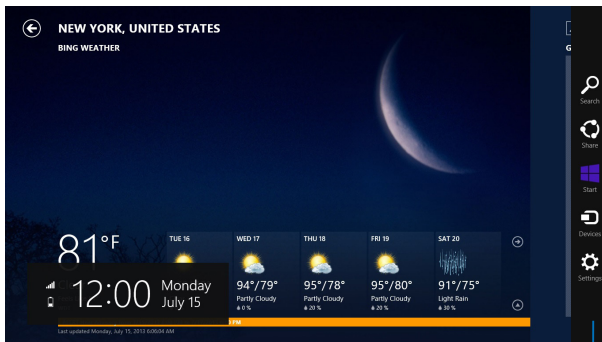 NEW YORK, UNITED STATES
BING WEATHER
Search
Share
Start
Devices
Settings
81°F
TUE 16
WED 17
94°/79°
Partly Cloudy
0 %
THU 18
95°/78°
Partly Cloudy
20 %
FRI 19
95°/80°
Partly Cloudy
20 %
SAT 20
91°/75°
Light Rain
30 %
12:00
Monday
July 15
PM
Last updated Monday, July 15, 2013 6:06:04 AM